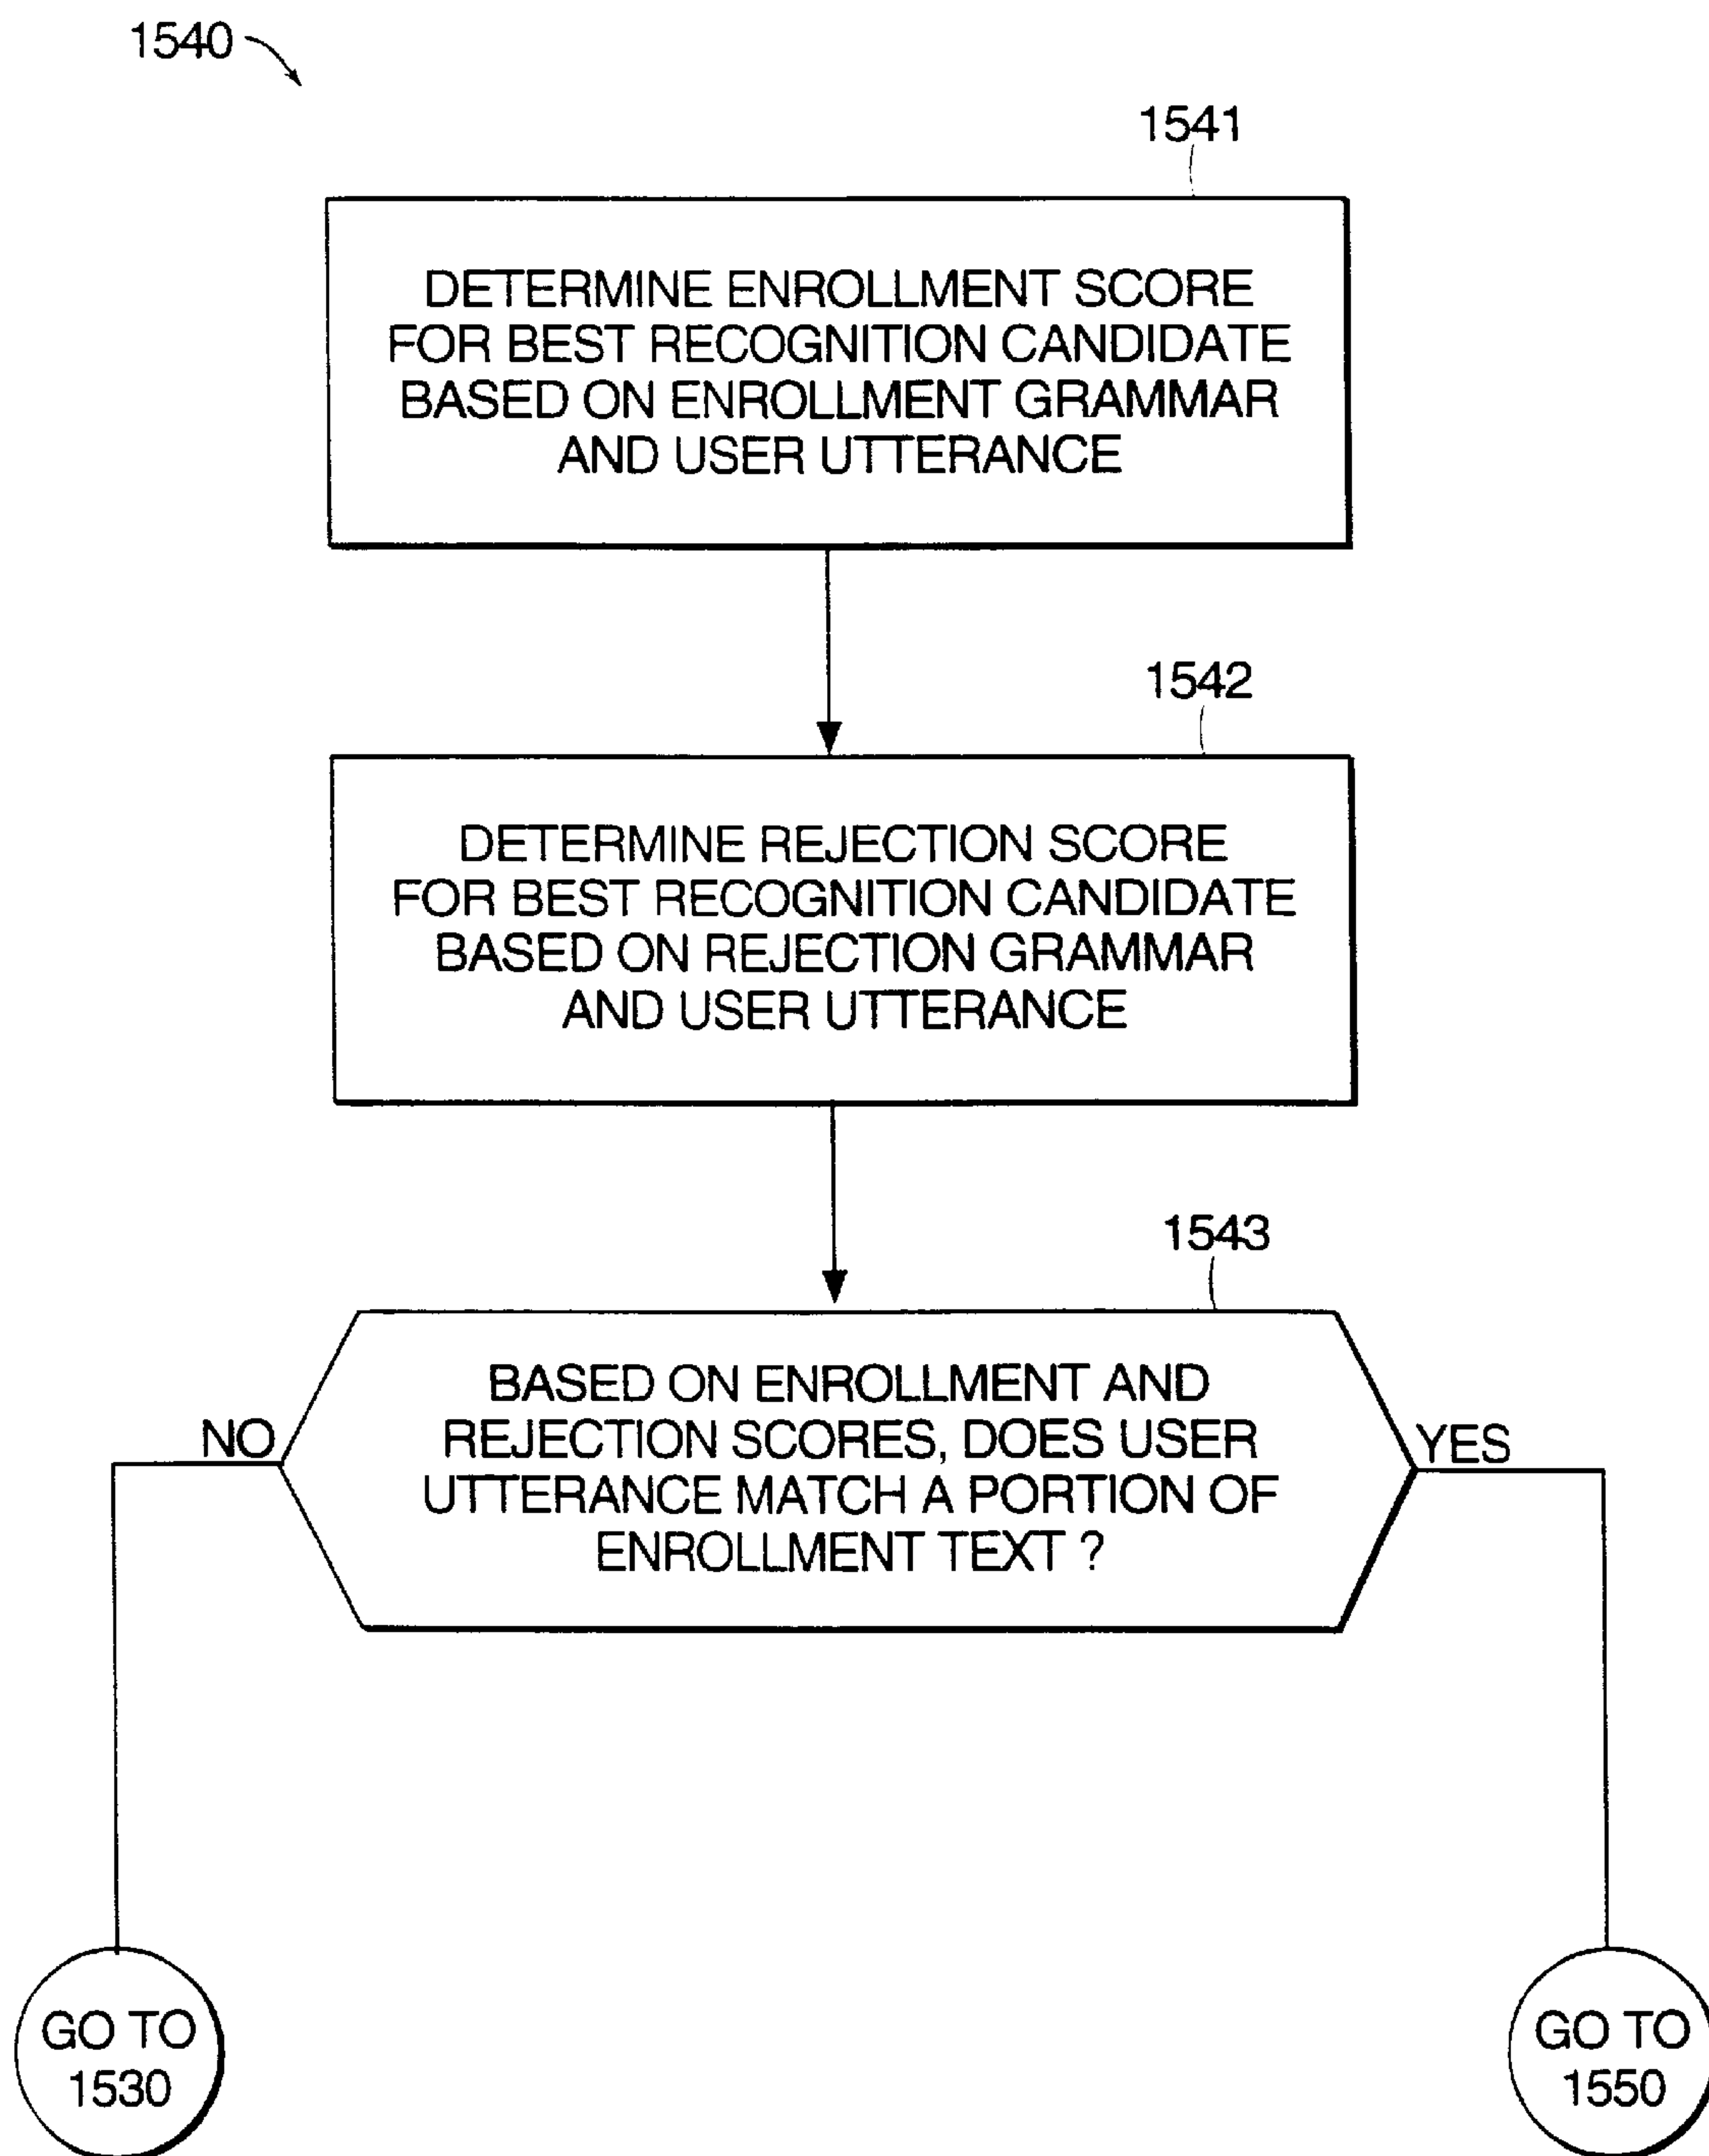 1540
1541
DETERMINE ENROLLMENT SCORE
FOR BEST RECOGNITION CANDIDATE
BASED ON ENROLLMENT GRAMMAR
AND USER UTTERANCE
1542
DETERMINE REJECTION SCORE
FOR BEST RECOGNITION CANDIDATE
BASED ON REJECTION GRAMMAR
AND USER UTTERANCE
1543
BASED ON ENROLLMENT AND
REJECTION SCORES, DOES USER
UTTERANCE MATCH A PORTION OF
ENROLLMENT TEXT ?
NO
YES
GO TO
1530
GO TO
1550